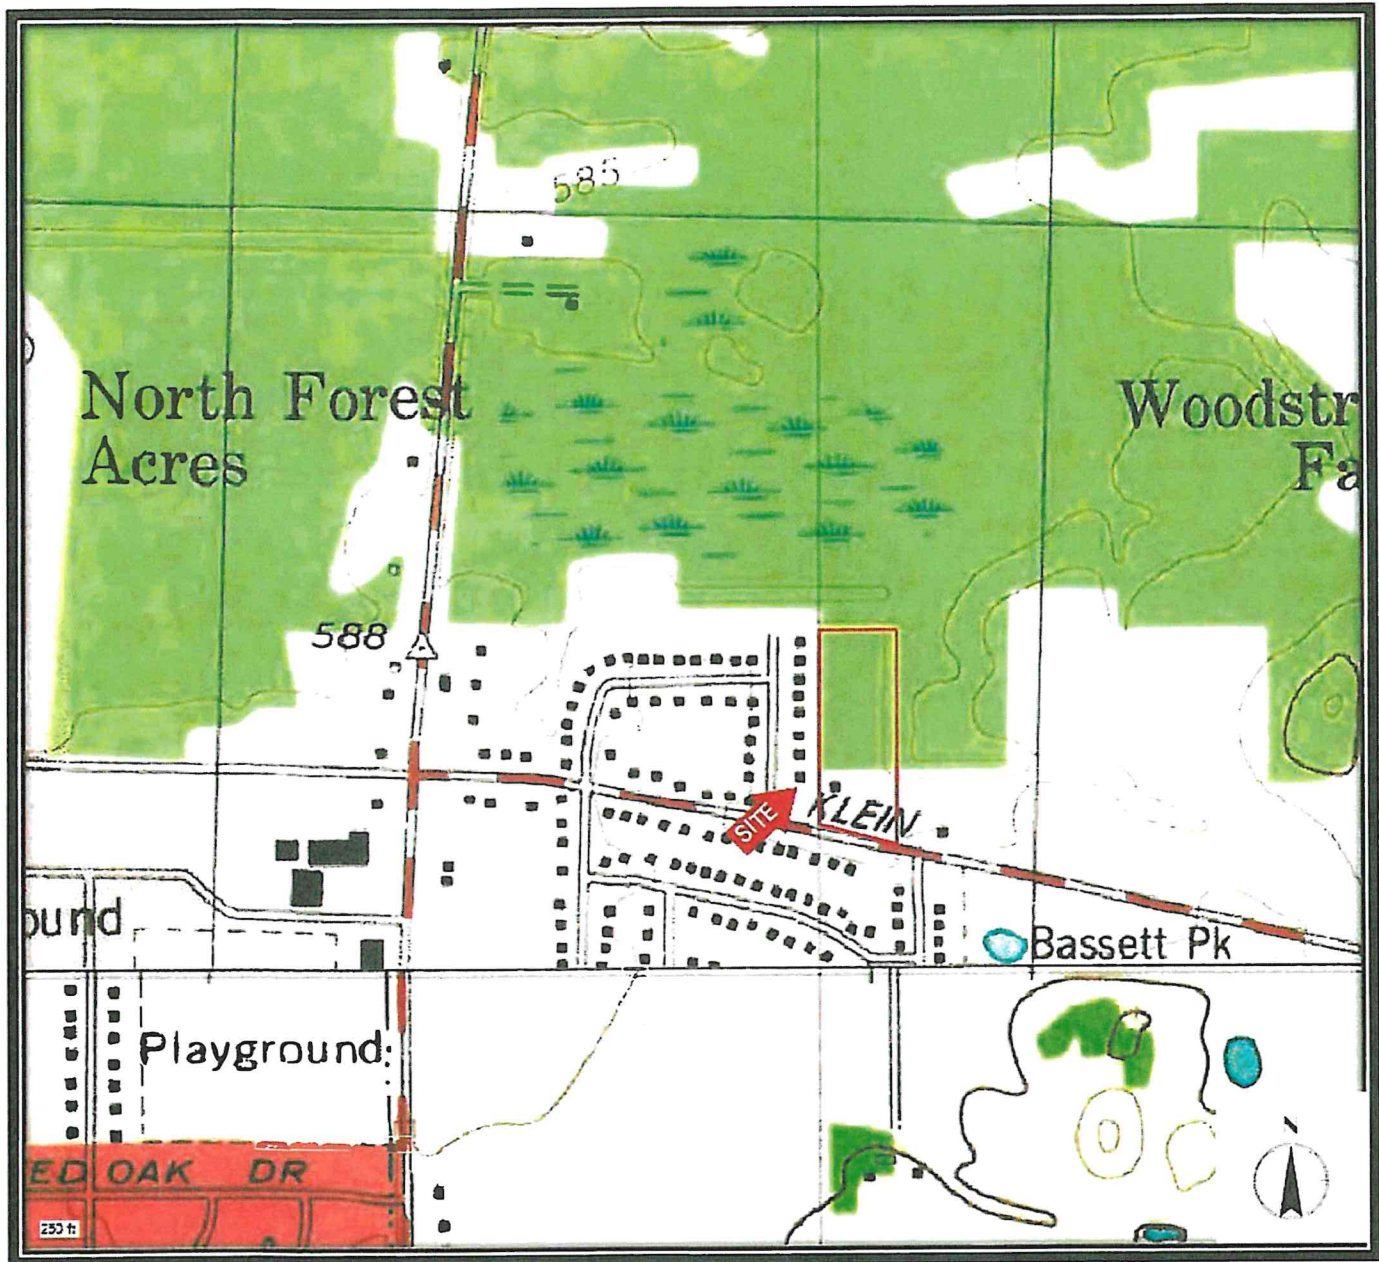 585
North Forest
Acres
Woodstr
Fa
588
SITE
KLEIN
ound
Bassett Pk
Playground
N
ED OAK DR
250 ft